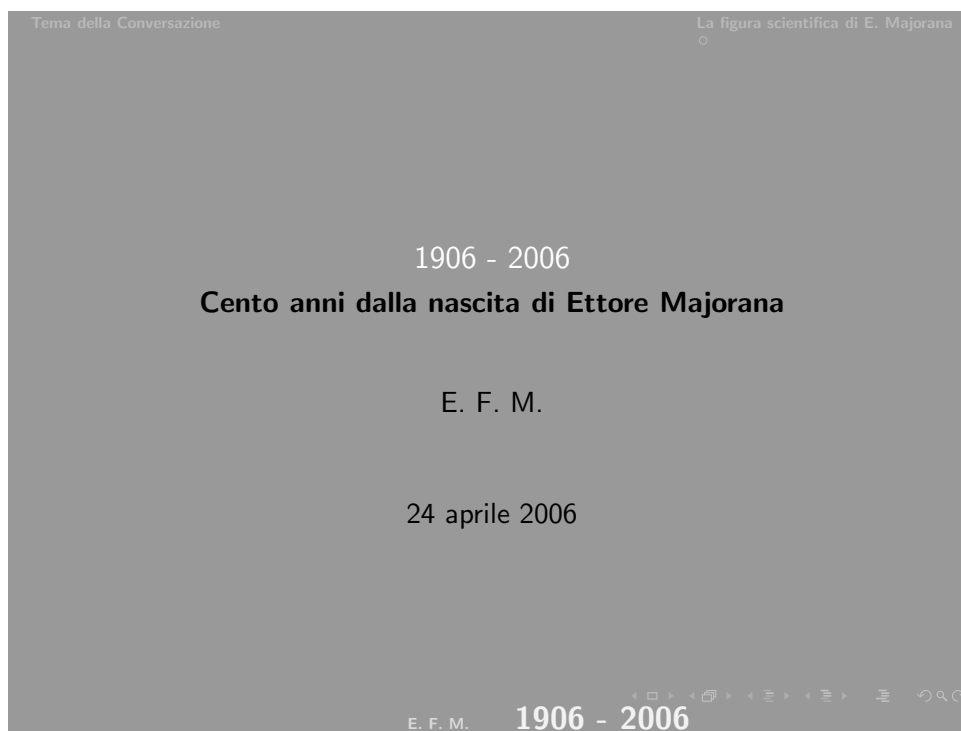 Tema della Conversazione
La figura scientifica di E. Majorana
1906 - 2006
Cento anni dalla nascita di Ettore Majorana
E. F. M.
24 aprile 2006
E. F. M. 1906 - 2006